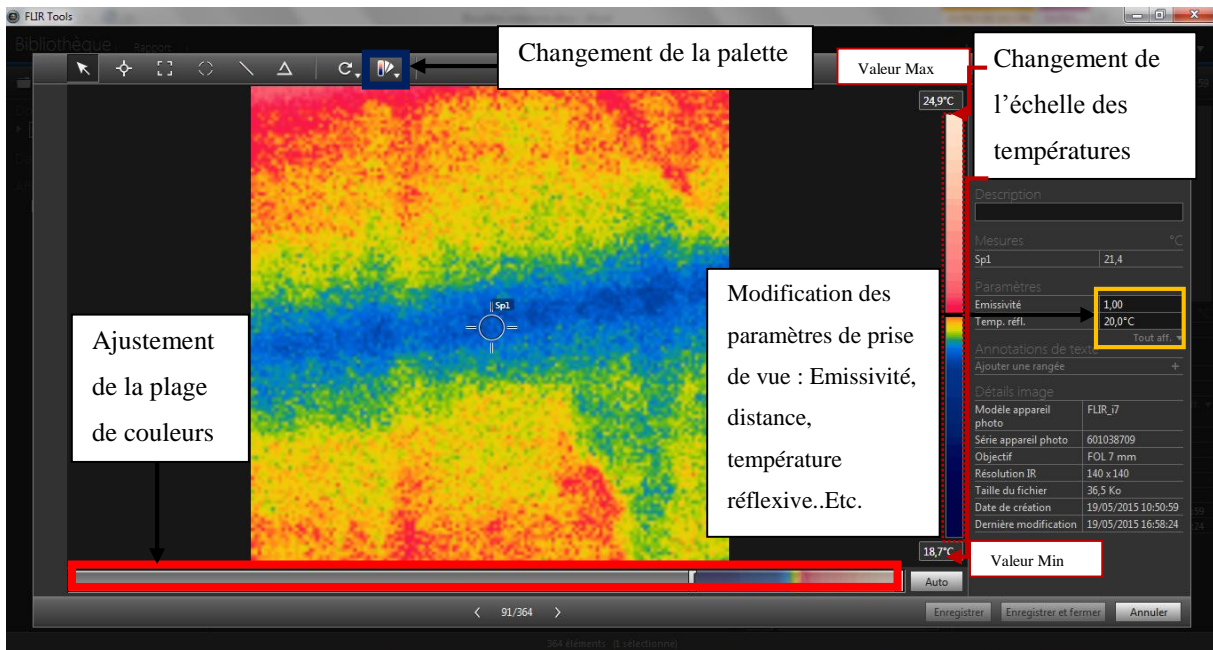 FLIR Tools
Bibliothèque Rapport
Changement de la palette
Valeur Max
Changement de
l'échelle des
températures
24,9°C
Description
Mesures °C
Sp1 21,4
Paramètres
Emissivité 1,00
Temp. réfl. 20,0°C
Tout aff.
Annotations de texte
Ajouter une rangée +
Détails image
Modèle appareil FLIR_i7
photo
Série appareil photo 601038709
Objectif FOL 7 mm
Résolution IR 140 x 140
Taille du fichier 36,5 Ko
Date de création 19/05/2015 10:50:59
Dernière modification 19/05/2015 16:58:24
Sp1
Modification des
paramètres de prise
de vue : Emissivité,
distance,
température
réflexive..Etc.
Ajustement
de la plage
de couleurs
18,7°C
Valeur Min
Auto
91/364
Enregistrer Enregistrer et fermer Annuler
364 éléments (1 sélectionné)